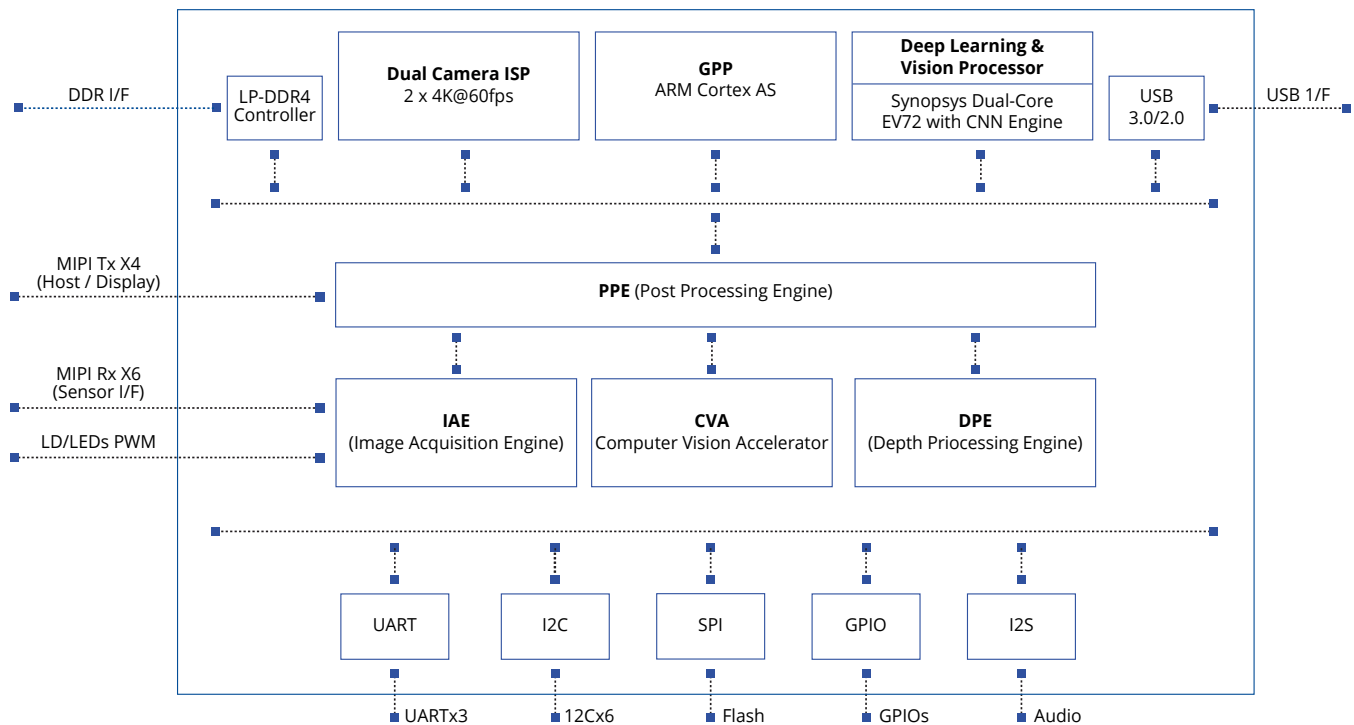 Dual Camera ISP
2 x 4K@60fps
GPP
ARM Cortex AS
Deep Learning &
Vision Processor
Synopsys Dual-Core
EV72 with CNN Engine
DDR I/F
LP-DDR4
Controller
USB
3.0/2.0
USB 1/F
MIPI Tx X4
(Host / Display)
PPE (Post Processing Engine)
MIPI Rx X6
(Sensor I/F)
LD/LEDs PWM
IAE
(Image Acquisition Engine)
CVA
Computer Vision Accelerator
DPE
(Depth Priocessing Engine)
UART
I2C
SPI
GPIO
I2S
UARTx3
12Cx6
Flash
GPIOs
Audio